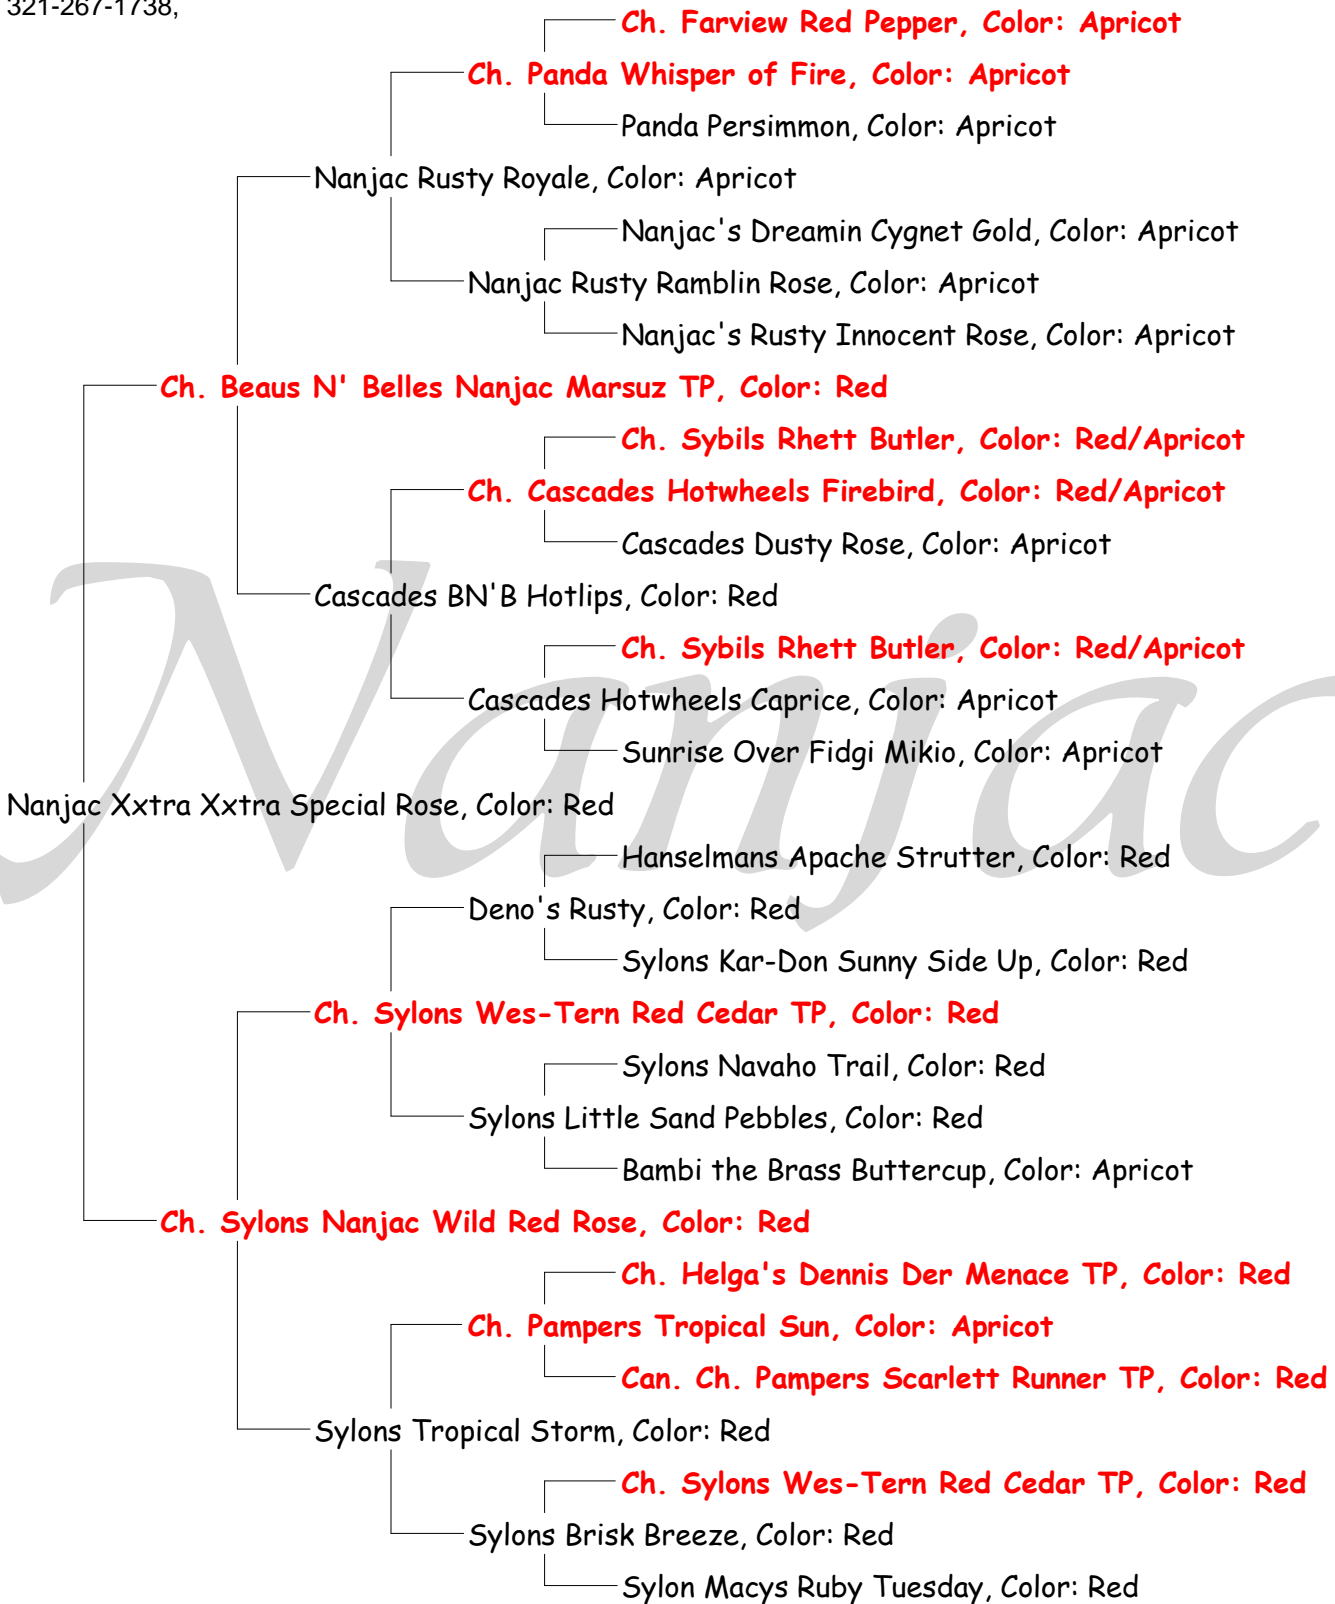 321-267-1738,
Ch. Farview Red Pepper, Color: Apricot
Ch. Panda Whisper of Fire, Color: Apricot
Panda Persimmon, Color: Apricot
Nanjac Rusty Royale, Color: Apricot
Nanjac's Dreamin Cygnet Gold, Color: Apricot
Nanjac Rusty Ramblin Rose, Color: Apricot
Nanjac's Rusty Innocent Rose, Color: Apricot
Ch. Beaus N' Belles Nanjac Marsuz TP, Color: Red
Ch. Sybils Rhett Butler, Color: Red/Apricot
Ch. Cascades Hotwheels Firebird, Color: Red/Apricot
Cascades Dusty Rose, Color: Apricot
Cascades BN'B Hotlips, Color: Red
Ch. Sybils Rhett Butler, Color: Red/Apricot
Cascades Hotwheels Caprice, Color: Apricot
Sunrise Over Fidgi Mikio, Color: Apricot
Nanjac
Nanjac Xxtra Xxtra Special Rose, Color: Red
Hanselmans Apache Strutter, Color: Red
Deno's Rusty, Color: Red
Sylons Kar-Don Sunny Side Up, Color: Red
Ch. Sylons Wes-Tern Red Cedar TP, Color: Red
Sylons Navaho Trail, Color: Red
Sylons Little Sand Pebbles, Color: Red
Bambi the Brass Buttercup, Color: Apricot
Ch. Sylons Nanjac Wild Red Rose, Color: Red
Ch. Helga's Dennis Der Menace TP, Color: Red
Ch. Pampers Tropical Sun, Color: Apricot
Can. Ch. Pampers Scarlett Runner TP, Color: Red
Sylons Tropical Storm, Color: Red
Ch. Sylons Wes-Tern Red Cedar TP, Color: Red
Sylons Brisk Breeze, Color: Red
Sylon Macys Ruby Tuesday, Color: Red